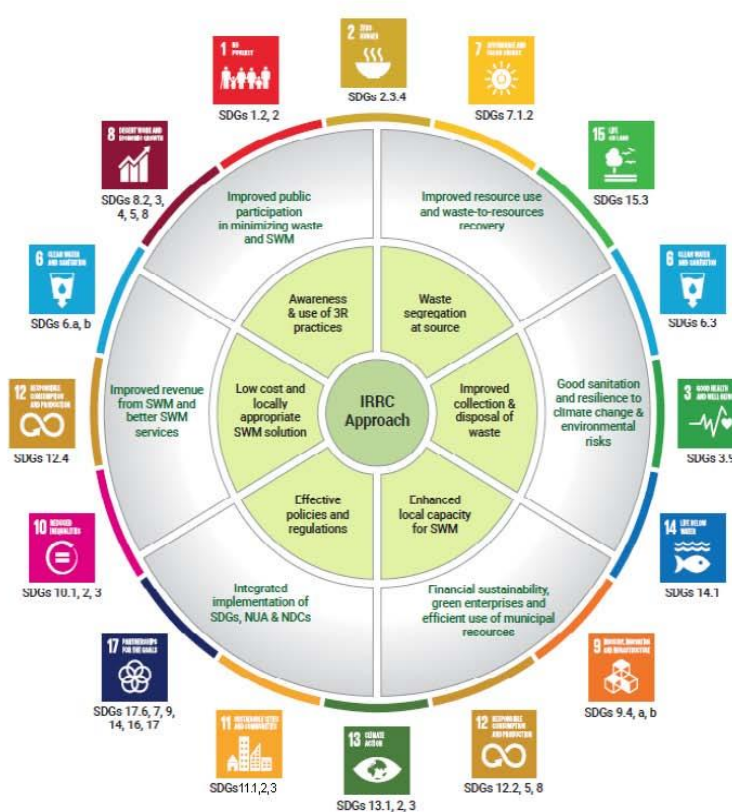 1 NO
POVERTY
SDGs 1.2, 2
2 ZERO
HUNGER
SDGs 2.3.4
7 AFFORDABLE AND
CLEAN ENERGY
SDGs 7.1.2
15 LIFE
ON LAND
SDGs 15.3
6 CLEAN WATER
AND SANITATION
SDGs 6.3
3 GOOD HEALTH
AND WELL-BEING
SDGs 3.9
14 LIFE BELOW
WATER
SDGs 14.1
9 INDUSTRY, INNOVATION
AND INFRASTRUCTURE
SDGs 9.4, a, b
12 RESPONSIBLE
CONSUMPTION
AND PRODUCTION
SDGs 12.2, 5, 8
13 CLIMATE
ACTION
SDGs 13.1, 2, 3
11 SUSTAINABLE CITIES
AND COMMUNITIES
SDGs11.1,2,3
17 PARTNERSHIPS
FOR THE GOALS
SDGs 17.6, 7, 9,
14, 16, 17
10 REDUCED
INEQUALITIES
SDGs 10.1, 2, 3
12 RESPONSIBLE
CONSUMPTION
AND PRODUCTION
SDGs 12.4
6 CLEAN WATER
AND SANITATION
SDGs 6.a, b
8 DECENT WORK AND
ECONOMIC GROWTH
SDGs 8.2, 3,
4, 5, 8
Improved public
participation
in minimizing waste
and SWM
Improved resource use
and waste-to-resources
recovery
Good sanitation
and resilience to
climate change &
environmental
risks
Financial sustainability,
green enterprises and
efficient use of municipal
resources
Integrated
implementation of
SDGs, NUA & NDCs
Improved revenue
from SWM and
better SWM
services
Awareness
& use of 3R
practices
Waste
segregation
at source
Improved
collection &
disposal of
waste
Enhanced
local capacity
for SWM
Effective
policies and
regulations
Low cost and
locally
appropriate
SWM solution
IRRC
Approach